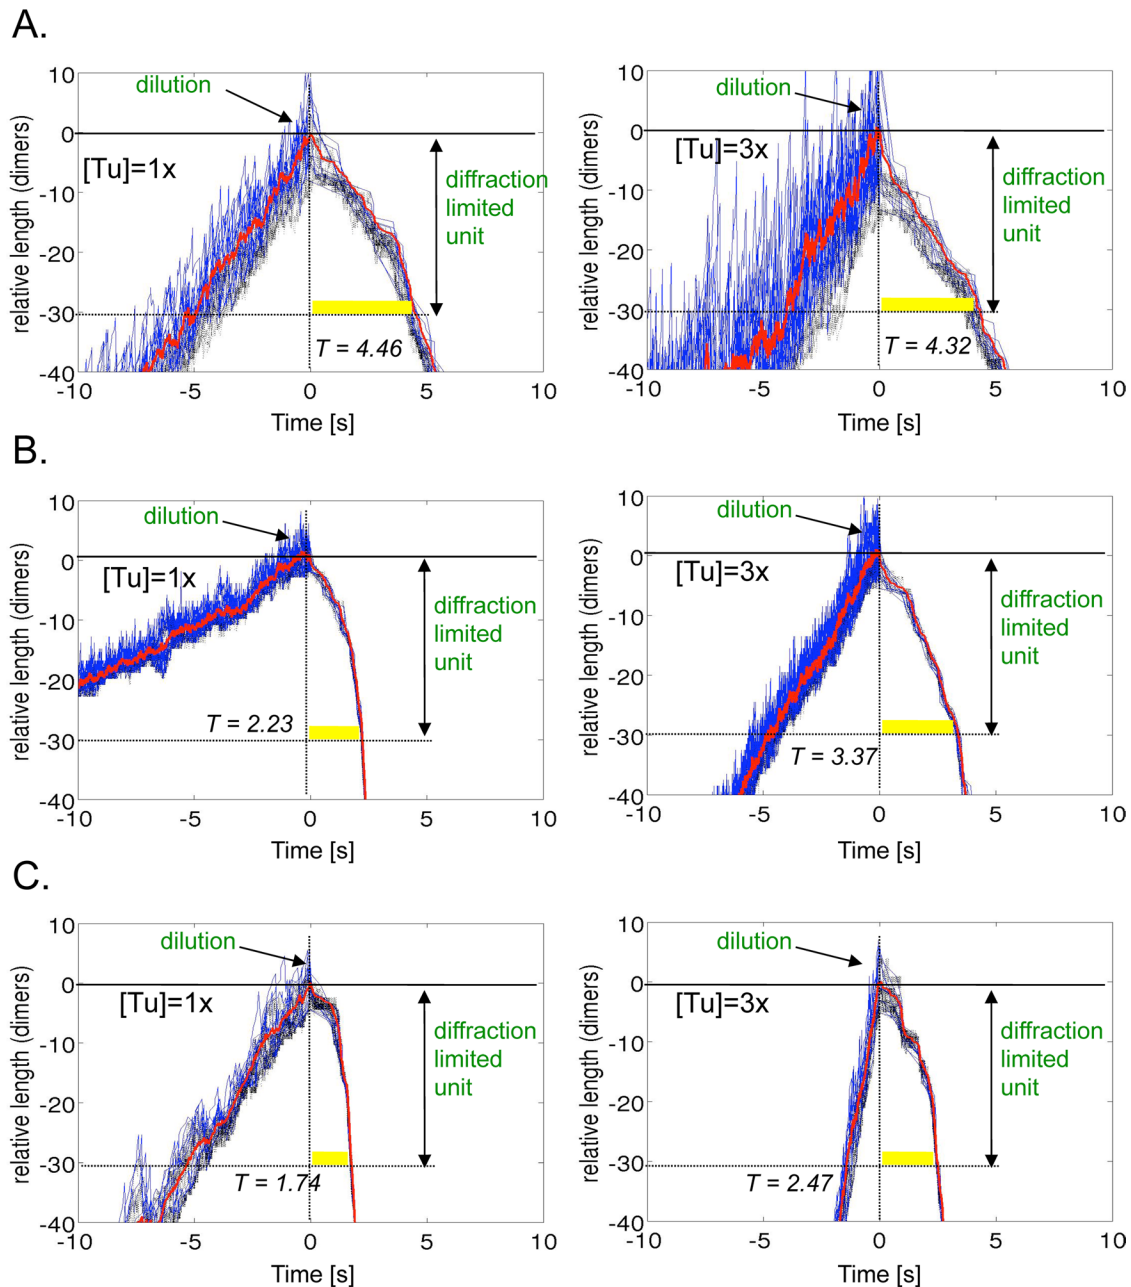 A.
10
0
-10
-20
-30
-40
-10
-5
0
5
10
relative length (dimers)
Time [s]
dilution
[Tu]=1x
diffraction
limited
unit
T = 4.46
10
0
-10
-20
-30
-40
-10
-5
0
5
10
relative length (dimers)
Time [s]
dilution
[Tu]=3x
diffraction
limited
unit
T = 4.32
B.
10
0
-10
-20
-30
-40
-10
-5
0
5
10
relative length (dimers)
Time [s]
dilution
[Tu]=1x
diffraction
limited
unit
T = 2.23
10
0
-10
-20
-30
-40
-10
-5
0
5
10
relative length (dimers)
Time [s]
dilution
[Tu]=3x
diffraction
limited
unit
T = 3.37
C.
10
0
-10
-20
-30
-40
-10
-5
0
5
10
relative length (dimers)
Time [s]
dilution
[Tu]=1x
diffraction
limited
unit
T = 1.74
10
0
-10
-20
-30
-40
-10
-5
0
5
10
relative length (dimers)
Time [s]
dilution
[Tu]=3x
diffraction
limited
unit
T = 2.47